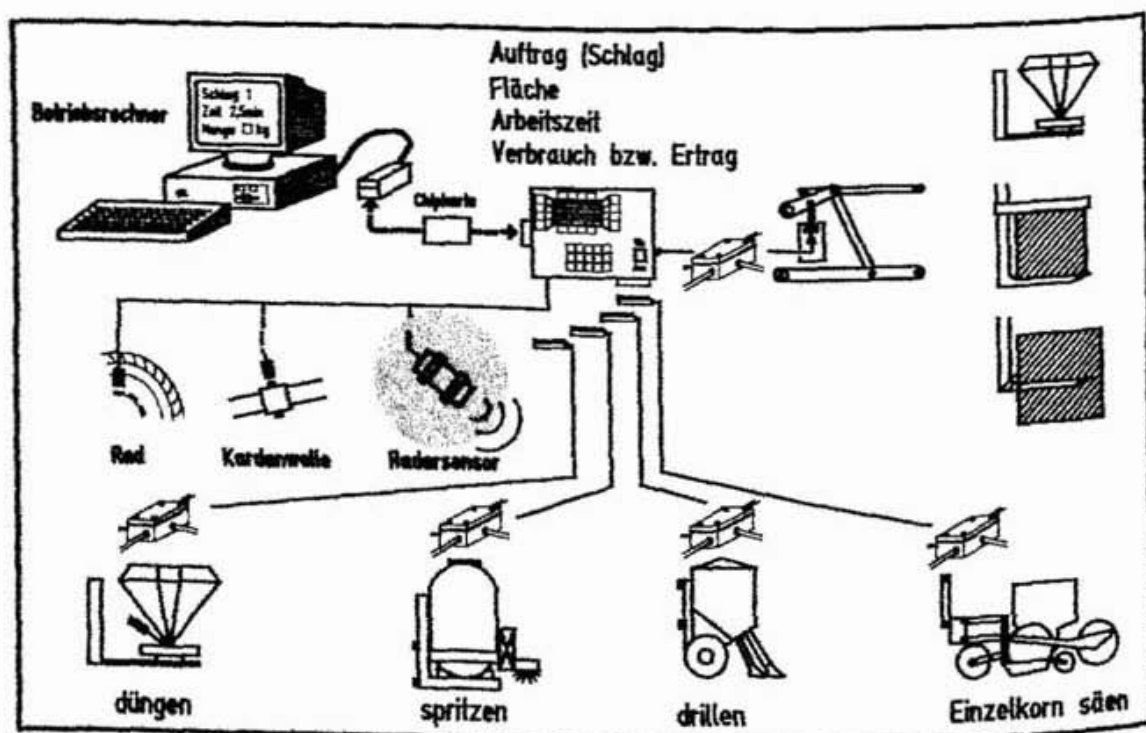 Auftrag (Schlag)
Fläche
Arbeitszeit
Verbrauch bzw. Ertrag
Betriebsrechner
Schlag 1
Zeit 2,5min
Menge □ kg
Chipkarte
Rad
Kardanwelle
Radarsensor
düngen
spritzen
drillen
Einzelkorn säen